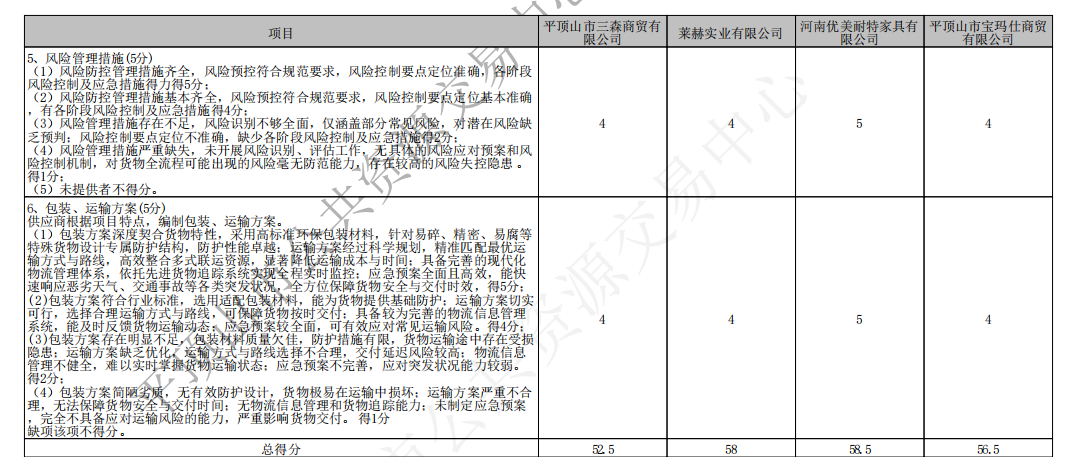 项目
平顶山市三森商贸有
限公司
莱赫实业有限公司
河南优美耐特家具有
限公司
平顶山市宝玛仕商贸
有限公司
5、风险管理措施(5分)
（1）风险防控管理措施齐全，风险预控符合规范要求，风险控制要点定位准确，各阶段
风险控制及应急措施得力得5分；
（2）风险防控管理措施基本齐全，风险预控符合规范要求，风险控制要点定位基本准确
，有各阶段风险控制及应急措施得4分；
（3）风险管理措施存在不足，风险识别不够全面，仅涵盖部分常见风险，对潜在风险缺
乏预判；风险控制要点定位不准确，缺少各阶段风险控制及应急措施得2分；
（4）风险管理措施严重缺失，未开展风险识别、评估工作，无具体的风险应对预案和风
险控制机制，对货物全流程可能出现的风险毫无防范能力，存在较高的风险失控隐患。
得1分；
（5）未提供者不得分。
4
4
5
4
6、包装、运输方案(5分)
供应商根据项目特点，编制包装、运输方案。
（1）包装方案深度契合货物特性，采用高标准环保包装材料，针对易碎、精密、易腐等
特殊货物设计专属防护结构，防护性能卓越；运输方案经过科学规划，精准匹配最优运
输方式与路线，高效整合多式联运资源，显著降低运输成本与时间；具备完善的现代化
物流管理体系，依托先进货物追踪系统实现全程实时监控；应急预案全面且高效，能快
速响应恶劣天气、交通事故等各类突发状况，全方位保障货物安全与交付时效，得5分；
(2)包装方案符合行业标准，选用适配包装材料，能为货物提供基础防护；运输方案切实
可行，选择合理运输方式与路线，可保障货物按时交付；具备较为完善的物流信息管理
系统，能及时反馈货物运输动态；应急预案较全面，可有效应对常见运输风险。得4分；
(3)包装方案存在明显不足，包装材料质量欠佳，防护措施有限，货物运输途中存在受损
隐患；运输方案缺乏优化，运输方式与路线选择不合理，交付延迟风险较高；物流信息
管理不健全，难以实时掌握货物运输状态；应急预案不完善，应对突发状况能力较弱。
得2分；
（4）包装方案简陋劣质，无有效防护设计，货物极易在运输中损坏；运输方案严重不合
理，无法保障货物安全与交付时间；无物流信息管理和货物追踪能力；未制定应急预案
，完全不具备应对运输风险的能力，严重影响货物交付。得1分
缺项该项不得分。
4
4
5
4
总得分
52.5
58
58.5
56.5
平顶山市公共资源交易中心
市公共资源交易中心